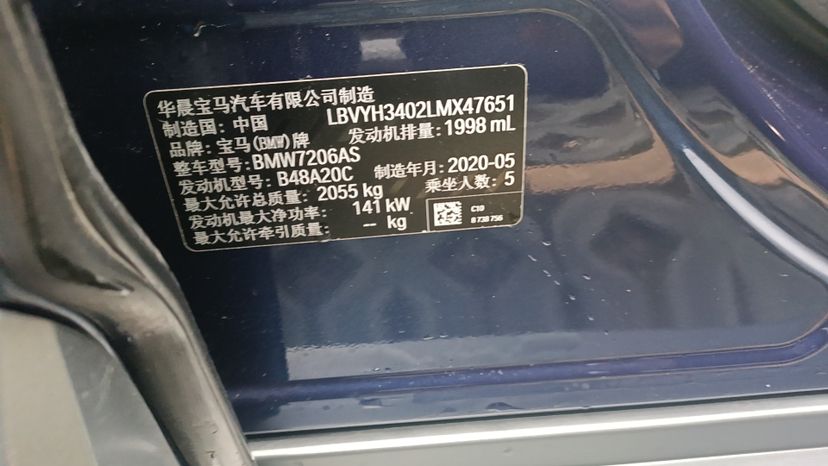 华晨宝马汽车有限公司制造
制造国：中国 LBVYH3402LMX47651
品牌：宝马(BMW)牌 发动机排量：1998 mL
整车型号：BMW7206AS
发动机型号：B48A20C 制造年月：2020-05
最大允许总质量：2055 kg 乘坐人数：5
发动机最大净功率：141 kW
最大允许牵引质量：-- kg
C10
8 738 756